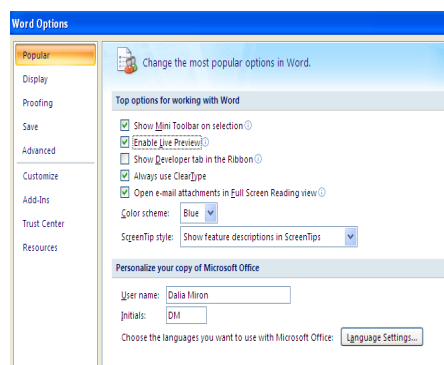 Word Options
Popular
Display
Proofing
Save
Advanced
Customize
Add-Ins
Trust Center
Resources
Change the most popular options in Word.
Top options for working with Word
Show Mini Toolbar on selection
Enable Live Preview
Show Developer tab in the Ribbon
Always use ClearType
Open e-mail attachments in Full Screen Reading view
Color scheme: Blue
ScreenTip style: Show feature descriptions in ScreenTips
Personalize your copy of Microsoft Office
User name: Dalia Miron
Initials: DM
Choose the languages you want to use with Microsoft Office: Language Settings...